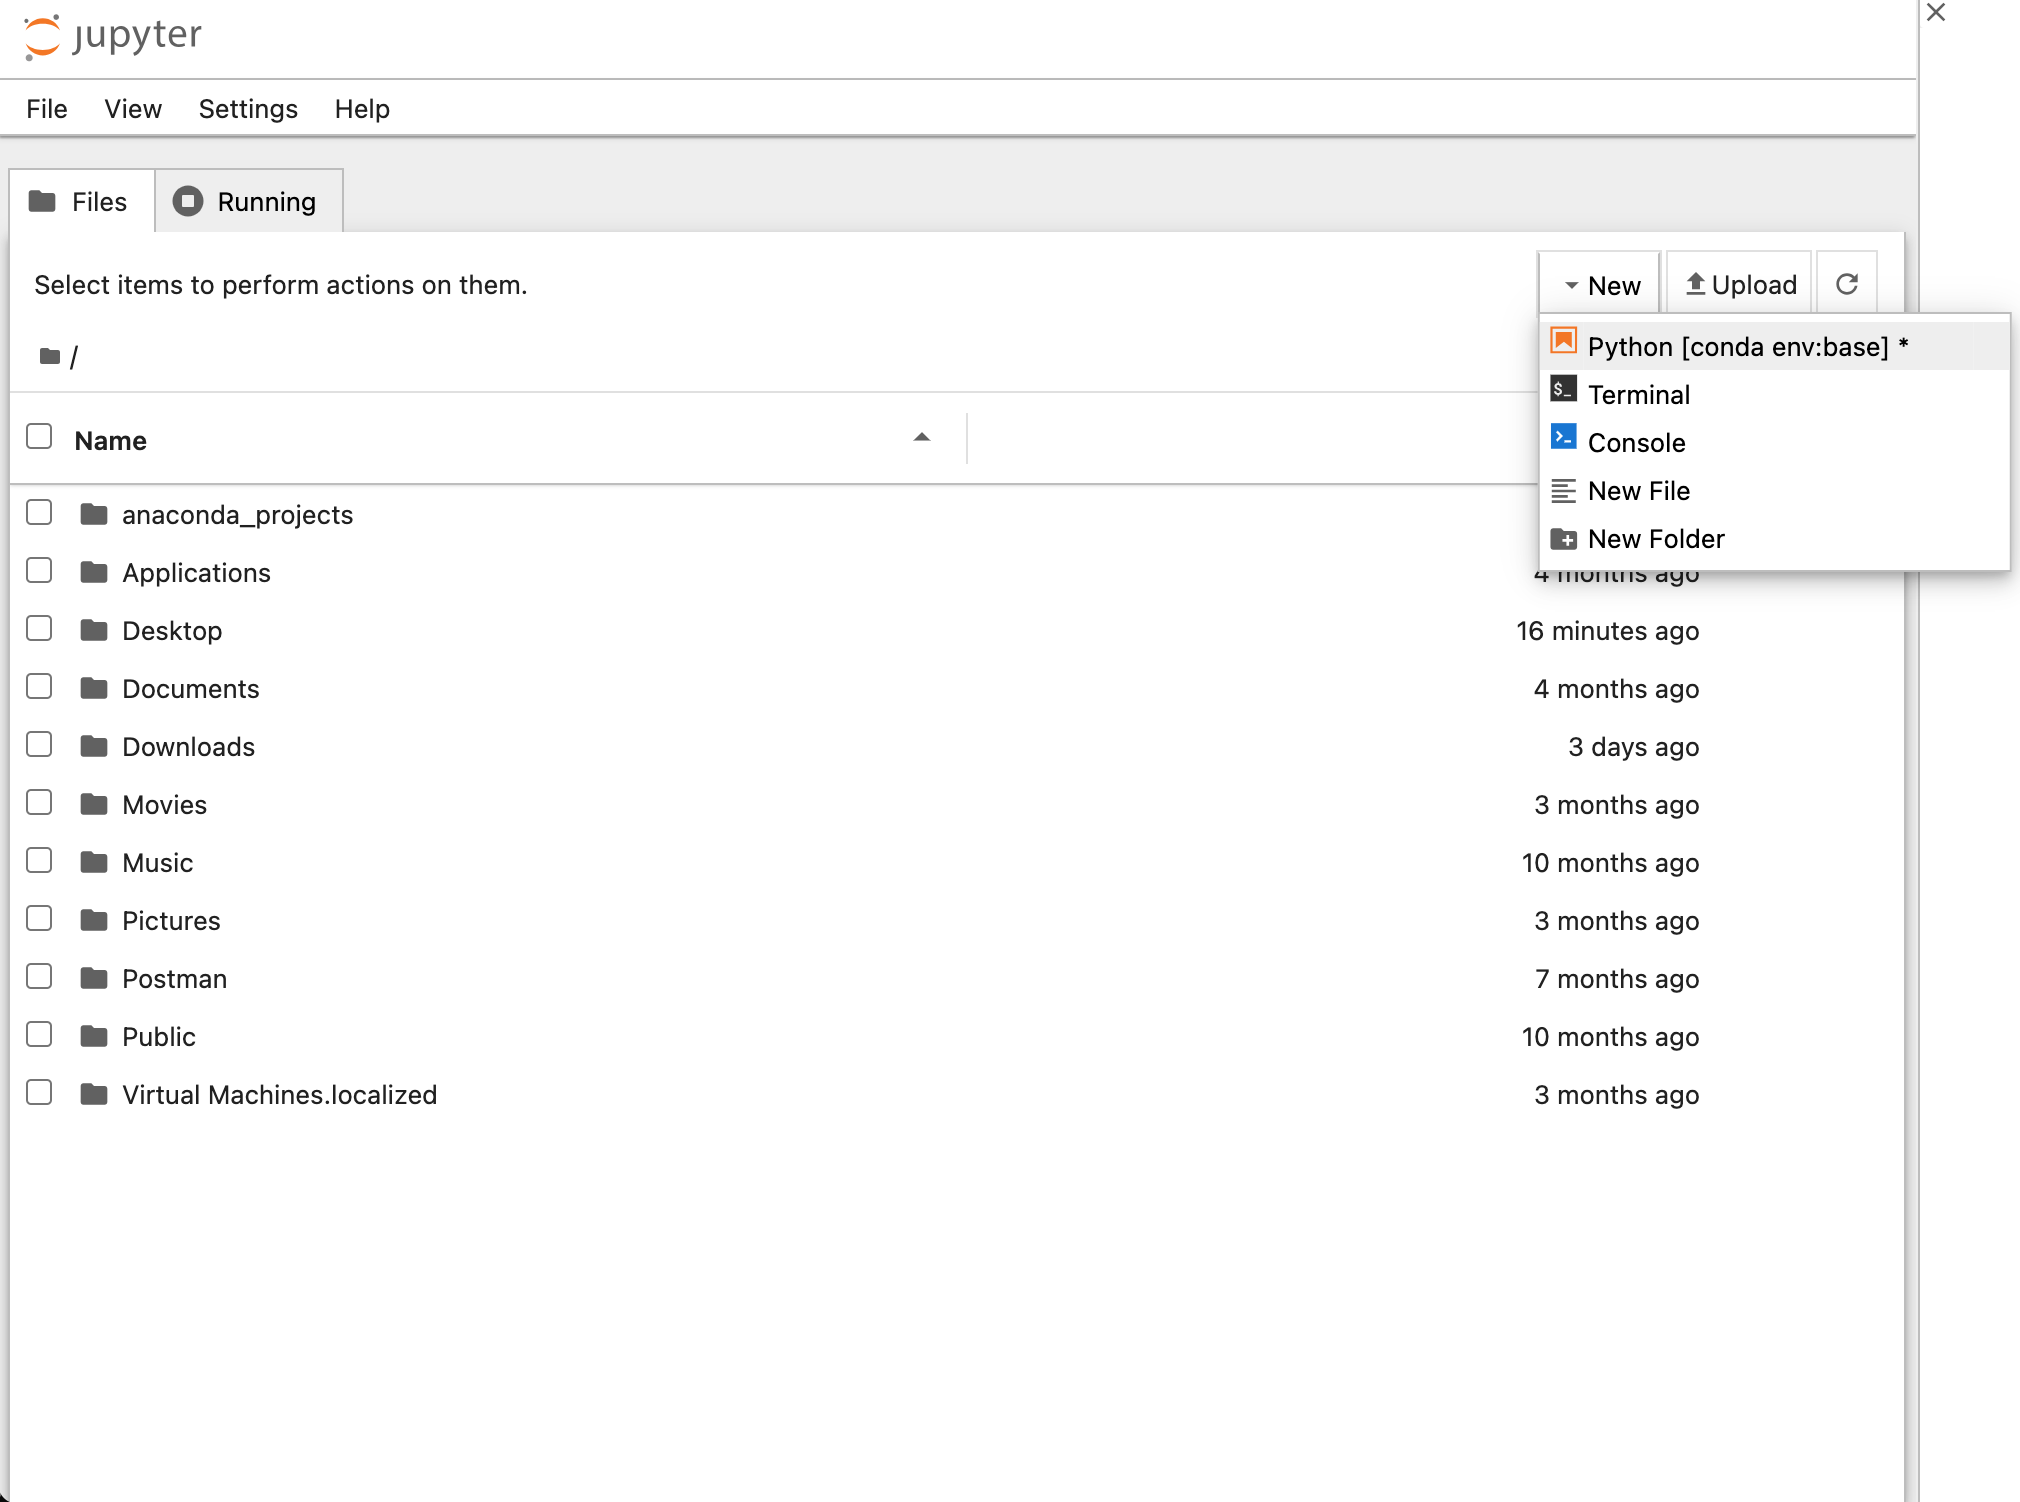 jupyter
File View Settings Help
Files Running
Select items to perform actions on them.
New Upload
/
Python [conda env:base] *
Terminal
Console
New File
New Folder
Name
anaconda_projects
Applications 4 months ago
Desktop 16 minutes ago
Documents 4 months ago
Downloads 3 days ago
Movies 3 months ago
Music 10 months ago
Pictures 3 months ago
Postman 7 months ago
Public 10 months ago
Virtual Machines.localized 3 months ago